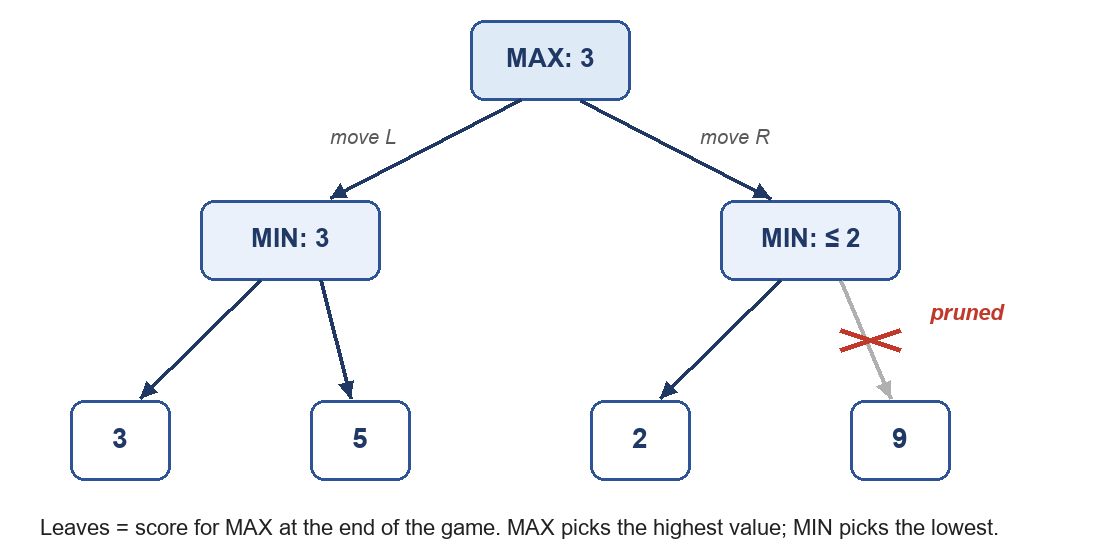 MAX: 3
move L
move R
MIN: 3
MIN: ≤ 2
pruned
3
5
2
9
Leaves = score for MAX at the end of the game. MAX picks the highest value; MIN picks the lowest.